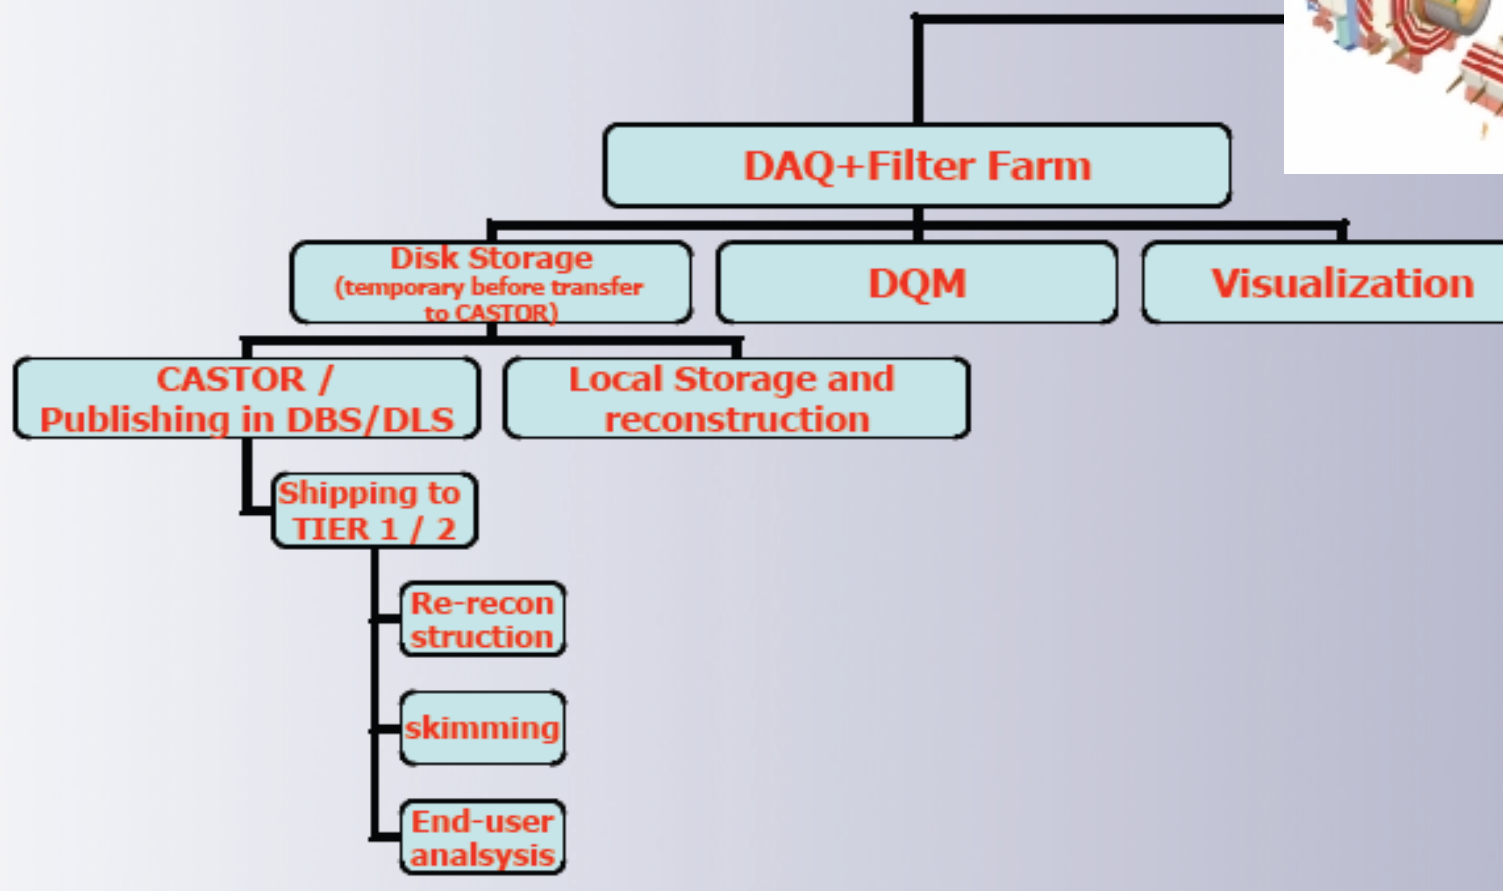 DAQ+Filter Farm
Disk Storage
(temporary before transfer
to CASTOR)
DQM
Visualization
CASTOR /
Publishing in DBS/DLS
Local Storage and
reconstruction
Shipping to
TIER 1 / 2
Re-recon
struction
skimming
End-user
analsysis